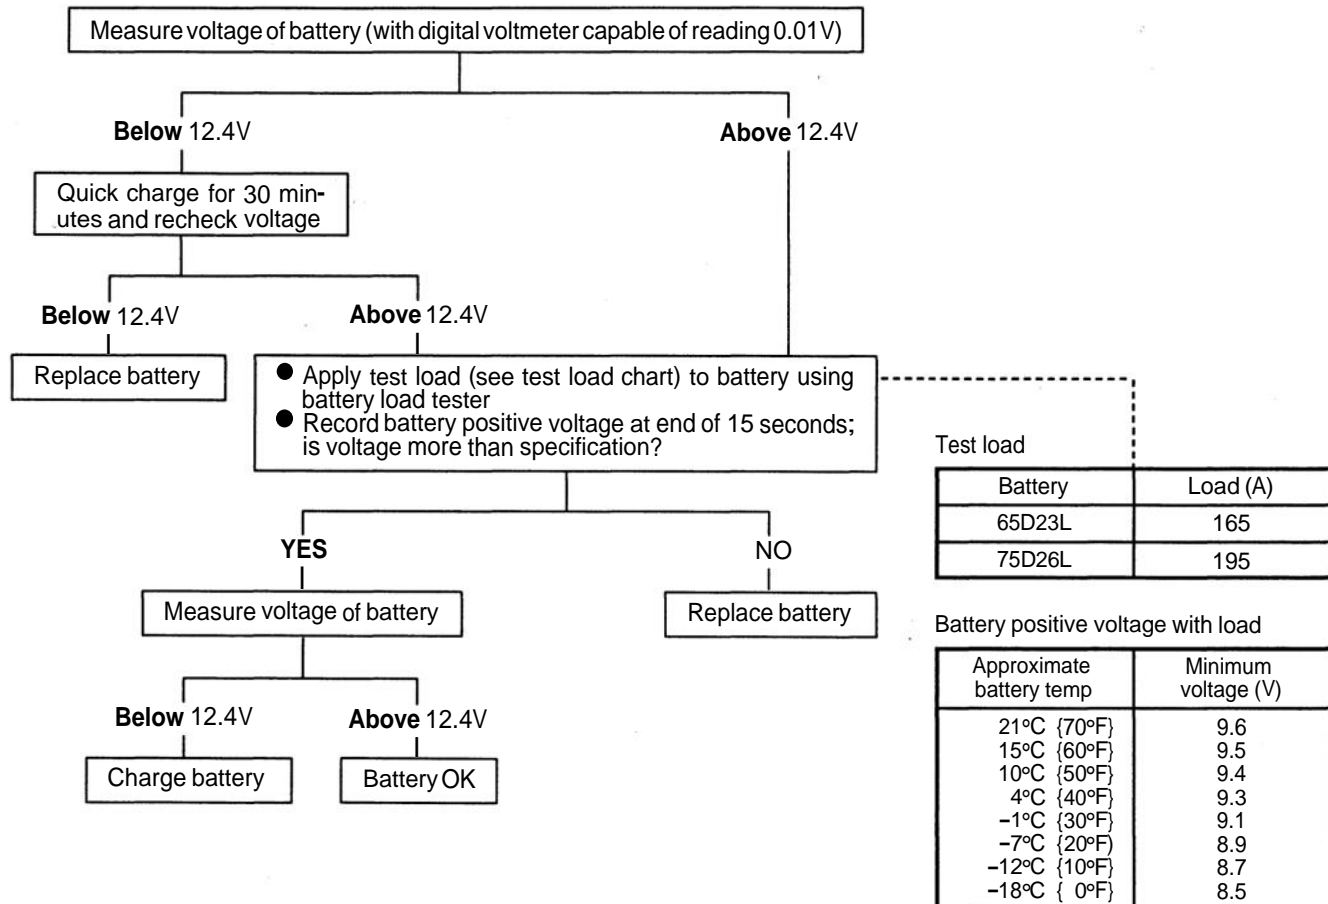 Measure voltage of battery (with digital voltmeter capable of reading 0.01V)
Below 12.4V
Above 12.4V
Quick charge for 30 min-
utes and recheck voltage
Below 12.4V
Above 12.4V
Replace battery
● Apply test load (see test load chart) to battery using
battery load tester
● Record battery positive voltage at end of 15 seconds;
is voltage more than specification?
YES
NO
Measure voltage of battery
Replace battery
Below 12.4V
Above 12.4V
Charge battery
Battery OK
Test load
Battery Load (A)
65D23L 165
75D26L 195
Battery positive voltage with load
Approximate Minimum
battery temp voltage (V)
21°C {70°F} 9.6
15°C {60°F} 9.5
10°C {50°F} 9.4
4°C {40°F} 9.3
−1°C {30°F} 9.1
−7°C {20°F) 8.9
−12°C {10°F} 8.7
−18°C { 0°F} 8.5